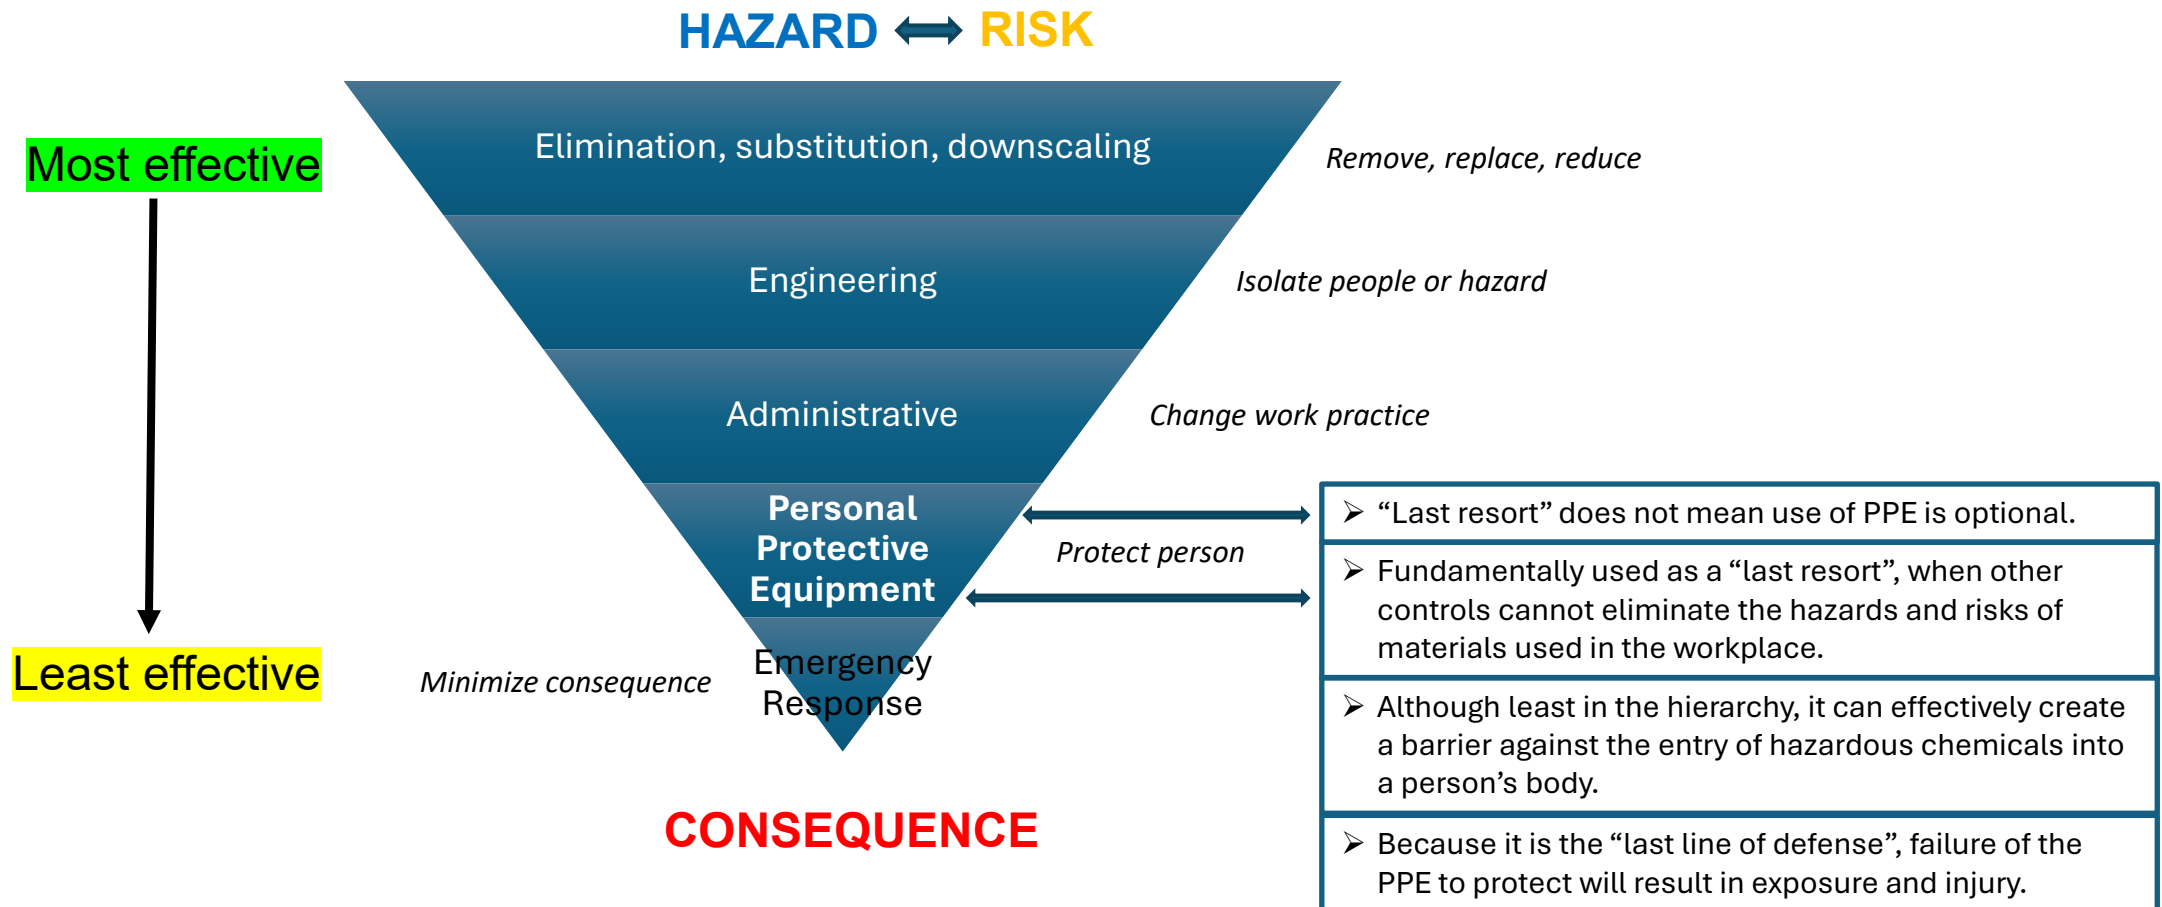 HAZARD RISK
Most effective
Elimination, substitution, downscaling
Remove, replace, reduce
Engineering
Isolate people or hazard
Administrative
Change work practice
Personal
Protective
Equipment
Protect person
Least effective
Minimize consequence
Emergency
Response
CONSEQUENCE
➢ “Last resort” does not mean use of PPE is optional.
➢ Fundamentally used as a “last resort”, when other
controls cannot eliminate the hazards and risks of
materials used in the workplace.
➢ Although least in the hierarchy, it can effectively create
a barrier against the entry of hazardous chemicals into
a person’s body.
➢ Because it is the “last line of defense”, failure of the
PPE to protect will result in exposure and injury.